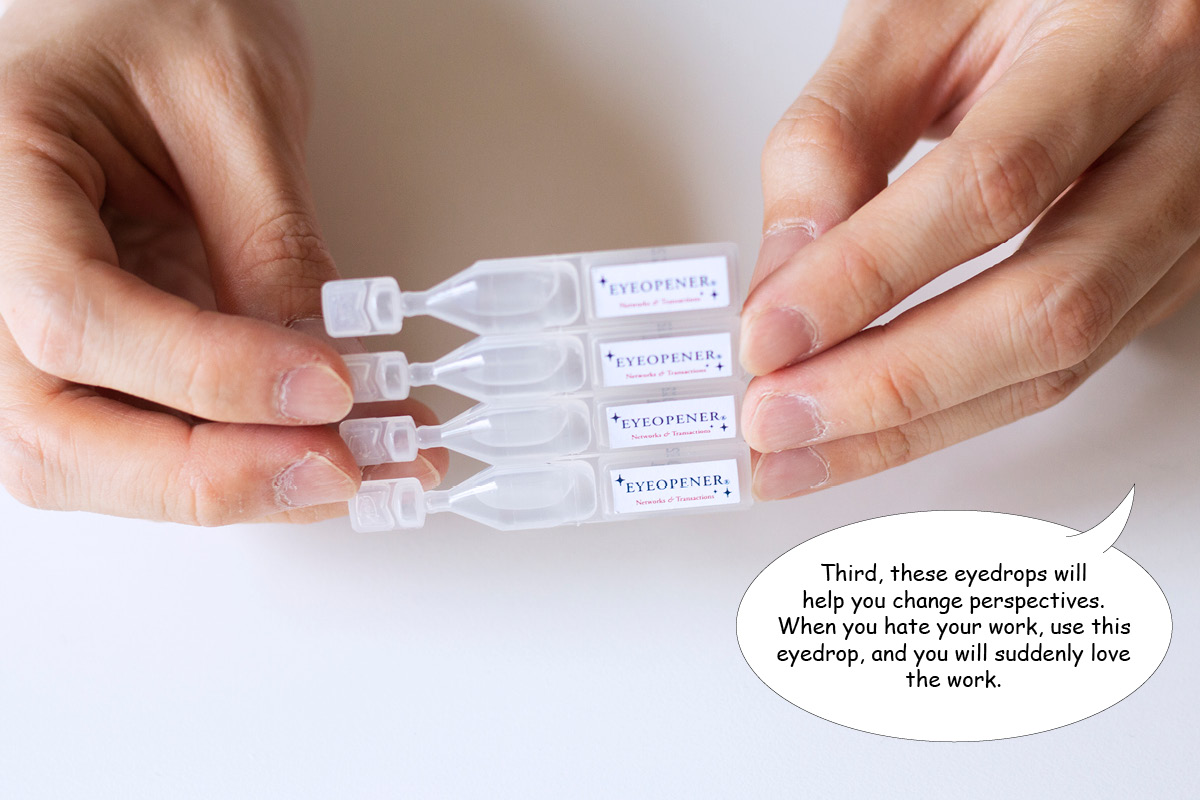 EYEOPENER®
Networks & Transactions
EYEOPENER®
Networks & Transactions
EYEOPENER®
Networks & Transactions
EYEOPENER®
Networks & Transactions
Third, these eyedrops will
help you change perspectives.
When you hate your work, use this
eyedrop, and you will suddenly love
the work.